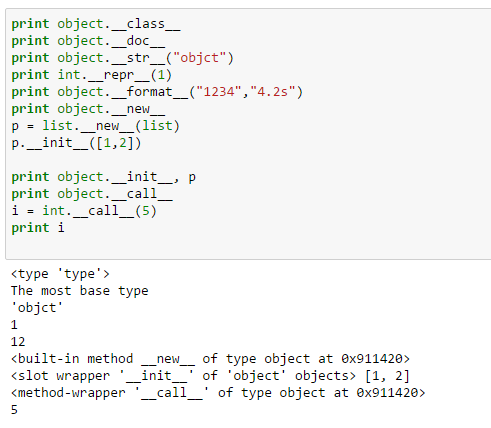 print object.__class__
print object.__doc__
print object.__str__("objct")
print int.__repr__(1)
print object.__format__("1234","4.2s")
print object.__new__
p = list.__new__(list)
p.__init__([1,2])
print object.__init__, p
print object.__call__
i = int.__call__(5)
print i
<type 'type'>
The most base type
'objct'
1
12
<built-in method __new__ of type object at 0x911420>
<slot wrapper '__init__' of 'object' objects> [1, 2]
<method-wrapper '__call__' of type object at 0x911420>
5